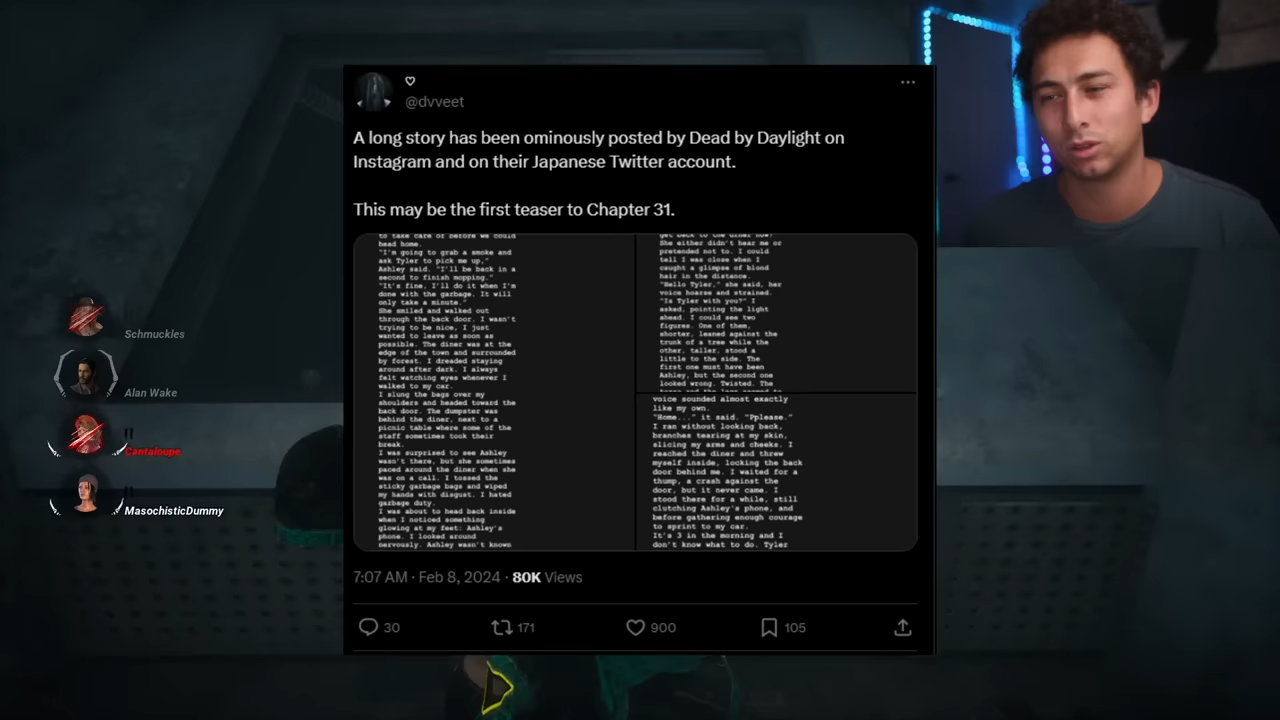 @dvveet
A long story has been ominously posted by Dead by Daylight on
Instagram and on their Japanese Twitter account.
This may be the first teaser to Chapter 31.
to take care of before we could
head home.
"I'm going to grab a smoke and
ask Tyler to pick me up,"
Ashley said. "I'll be back in a
second to finish mopping."
"It's fine, I'll do it when I'm
done with the garbage. It will
only take a minute."
She smiled and walked out
through the back door. I wasn't
trying to be nice, I just
wanted to leave as soon as
possible. The diner was at the
edge of the town and surrounded
by forest. I dreaded staying
around after dark. I always
felt watching eyes whenever I
walked to my car.
I slung the bags over my
shoulders and headed toward the
back door. The dumpster was
behind the diner, next to a
picnic table where some of the
staff sometimes took their
break.
I was surprised to see Ashley
wasn't there, but she sometimes
paced around the diner when she
was on a call. I tossed the
sticky garbage bags and wiped
my hands with disgust. I hated
garbage duty.
I was about to head back inside
when I noticed something
glowing at my feet: Ashley's
phone. I looked around
nervously. Ashley wasn't known
get back to the diner now?
She either didn't hear me or
pretended not to. I could
tell I was close when I
caught a glimpse of blond
hair in the distance.
"Hello Tyler," she said, her
voice hoarse and strained.
"Is Tyler with you?" I
asked, pointing the light
ahead. I could see two
figures. One of them,
shorter, leaned against the
trunk of a tree while the
other, taller, stood a
little to the side. The
first one must have been
Ashley, but the second one
looked wrong. Twisted. The
voice sounded almost exactly
like my own.
"Home..." it said. "Pplease."
I ran without looking back,
branches tearing at my skin,
slicing my arms and cheeks. I
reached the diner and threw
myself inside, locking the back
door behind me. I waited for a
thump, a crash against the
door, but it never came. I
stood there for a while, still
clutching Ashley's phone, and
before gathering enough courage
to sprint to my car.
It's 3 in the morning and I
don't know what to do. Tyler
7:07 AM · Feb 8, 2024 · 80K Views
30 171 900 105
Schmuckles
Alan Wake
Cantaloupe
MasochisticDummy